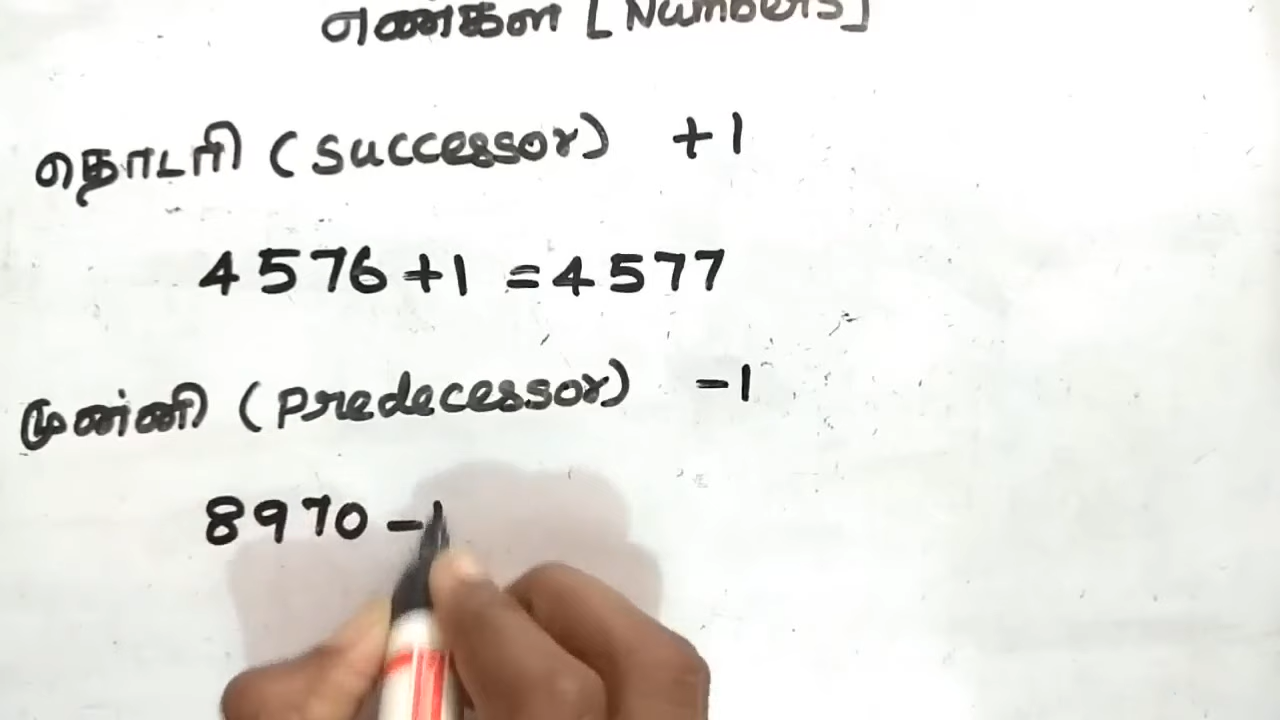 எண்கள் [Numbers]
தொடரி (successor) +1
4576+1 =4577
முன்னி (Predecessor) -1
8970 -1